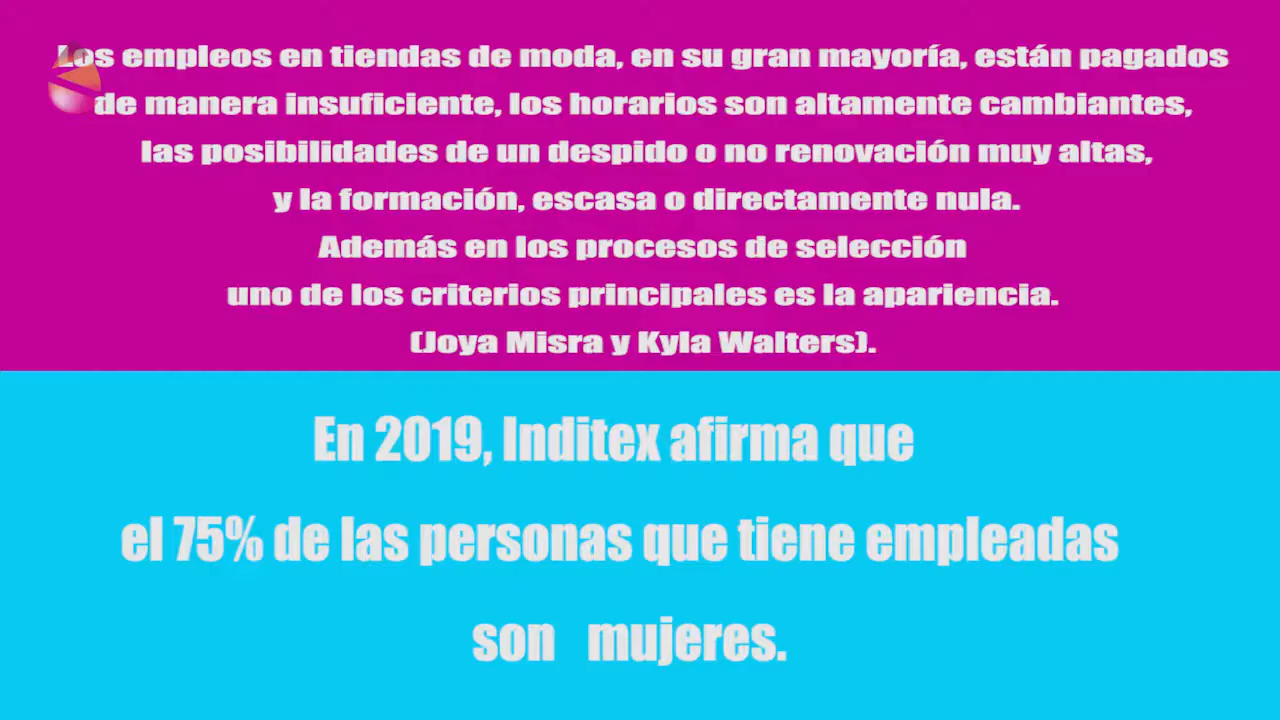 Los empleos en tiendas de moda, en su gran mayoría, están pagados
de manera insuficiente, los horarios son altamente cambiantes,
las posibilidades de un despido o no renovación muy altas,
y la formación, escasa o directamente nula.
Además en los procesos de selección
uno de los criterios principales es la apariencia.
(Joya Misra y Kyla Walters).
En 2019, Inditex afirma que
el 75% de las personas que tiene empleadas
son mujeres.